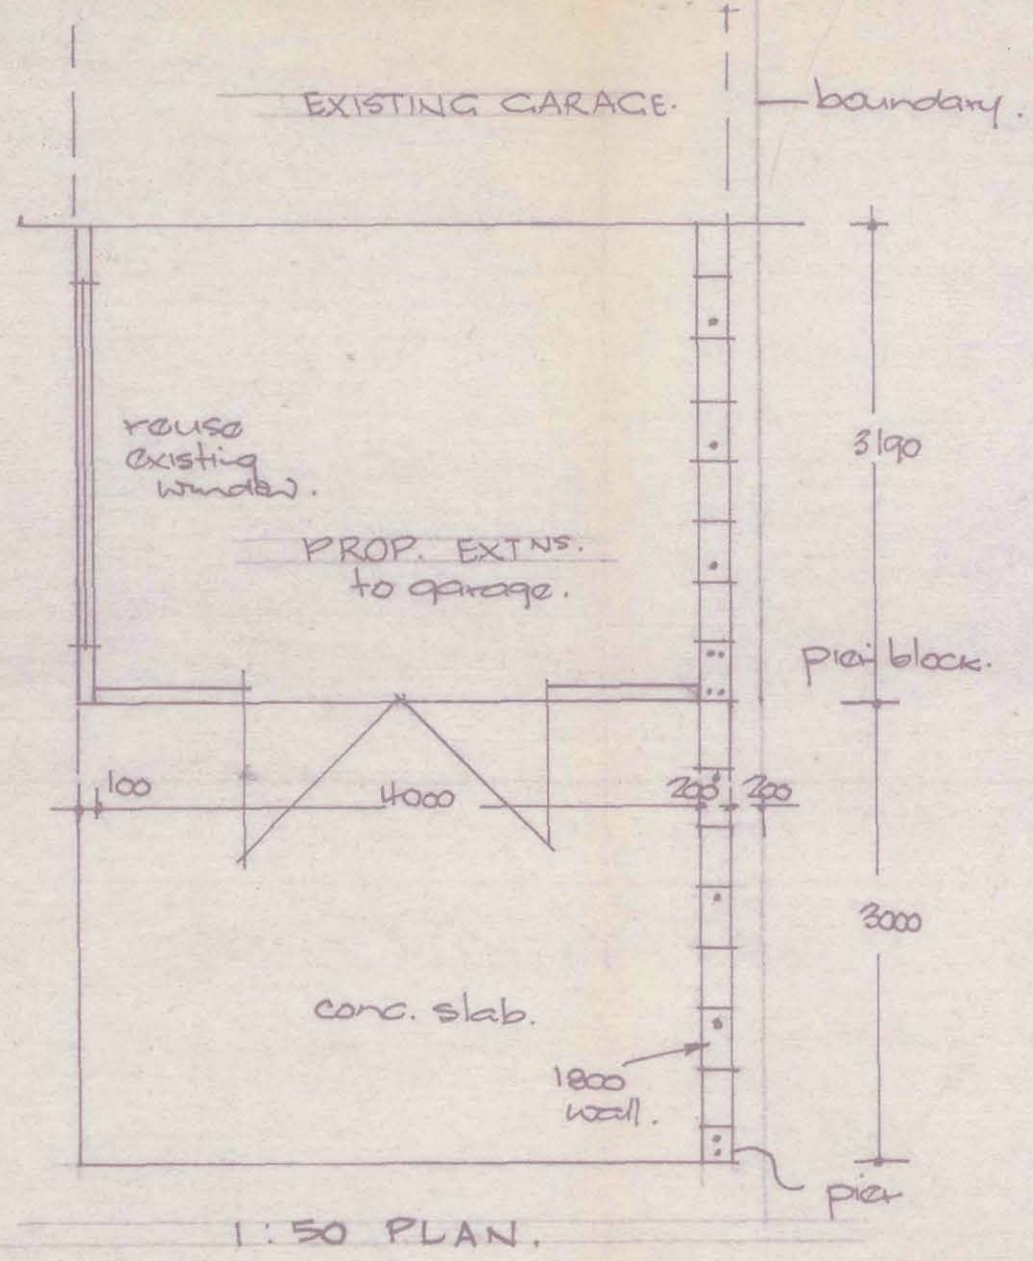 EXISTING GARAGE.
boundary.
reuse
existing
window.
3190
PROP. EXTNS.
to garage.
pier block.
100
4000
200
200
3000
conc. slab.
1800
wall.
pier
1:50 PLAN.